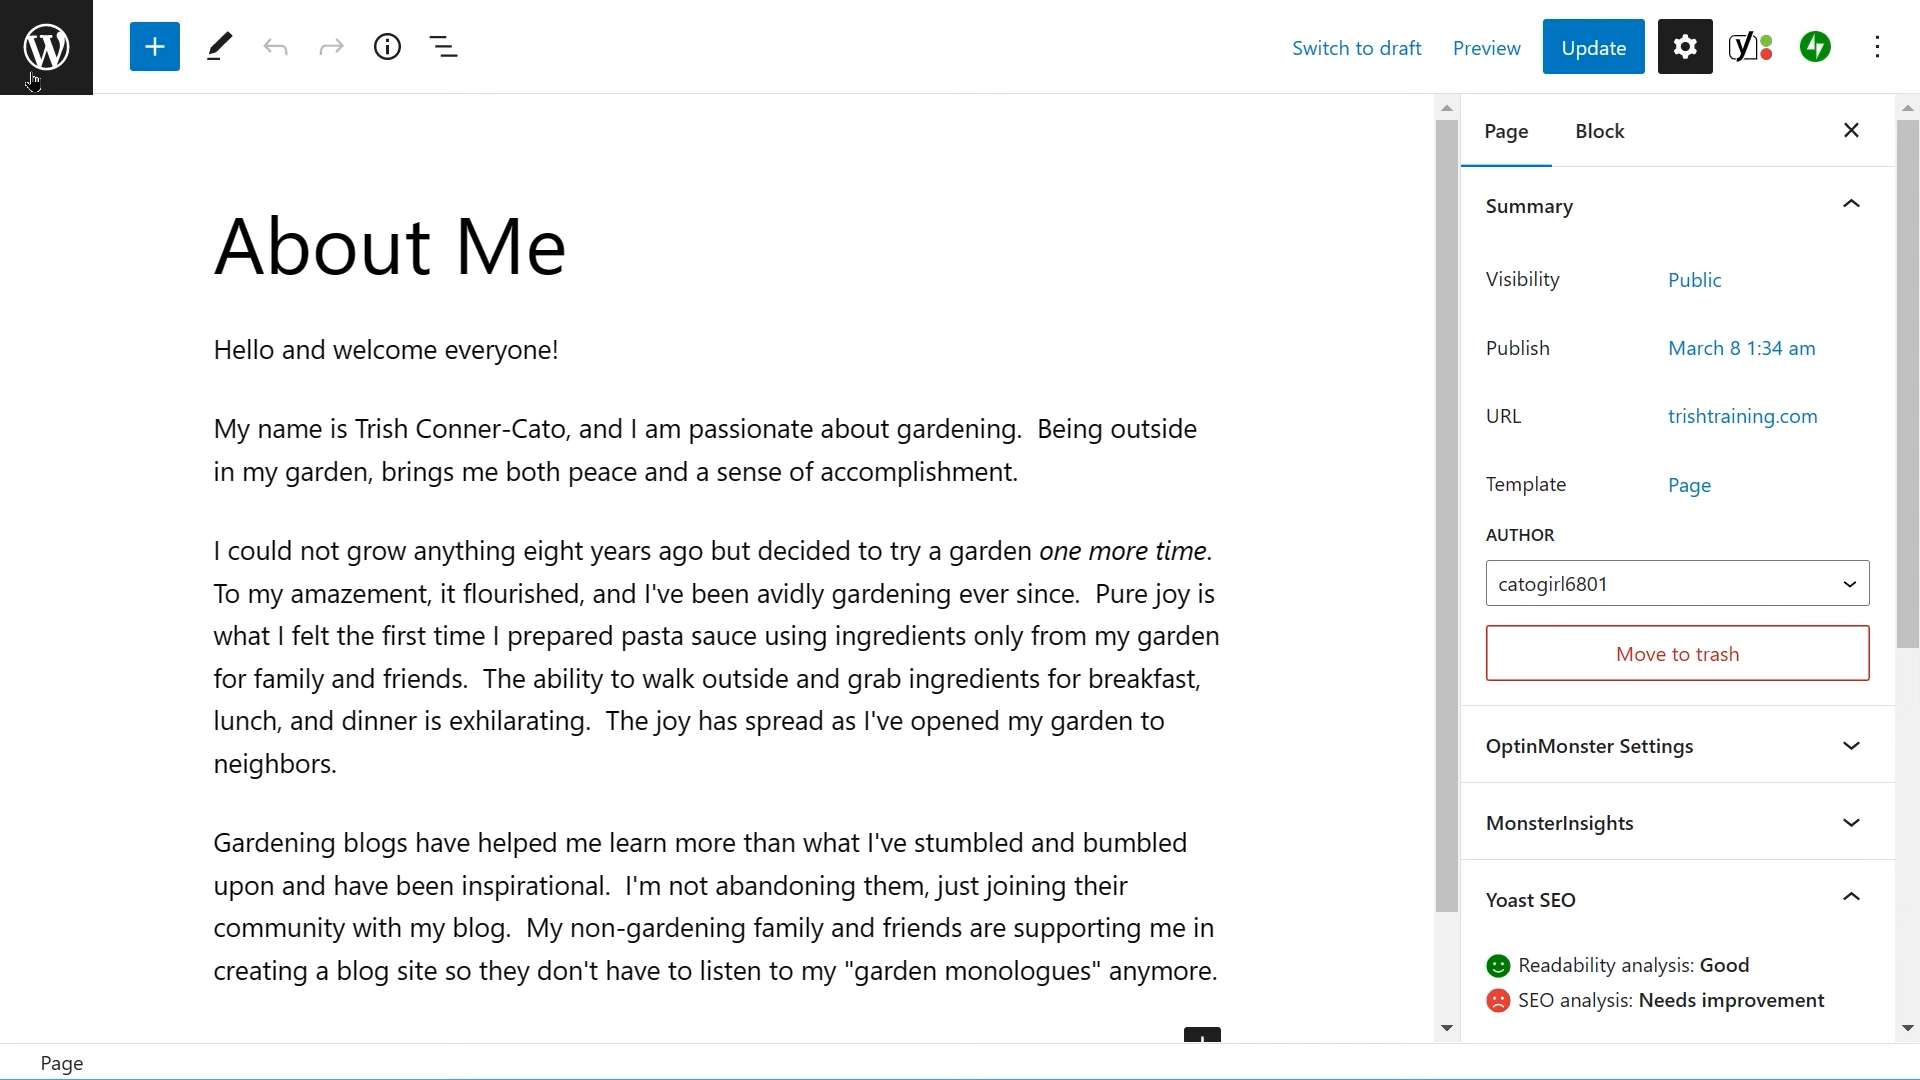 Switch to draft Preview Update
Page Block
Summary
Visibility Public
Publish March 8 1:34 am
URL trishtraining.com
Template Page
AUTHOR
catogirl6801
Move to trash
OptinMonster Settings
MonsterInsights
Yoast SEO
Readability analysis: Good
SEO analysis: Needs improvement
About Me
Hello and welcome everyone!
My name is Trish Conner-Cato, and I am passionate about gardening.  Being outside
in my garden, brings me both peace and a sense of accomplishment.
I could not grow anything eight years ago but decided to try a garden one more time.
To my amazement, it flourished, and I've been avidly gardening ever since.  Pure joy is
what I felt the first time I prepared pasta sauce using ingredients only from my garden
for family and friends.  The ability to walk outside and grab ingredients for breakfast,
lunch, and dinner is exhilarating.  The joy has spread as I've opened my garden to
neighbors.
Gardening blogs have helped me learn more than what I've stumbled and bumbled
upon and have been inspirational.  I'm not abandoning them, just joining their
community with my blog.  My non-gardening family and friends are supporting me in
creating a blog site so they don't have to listen to my "garden monologues" anymore.
Page